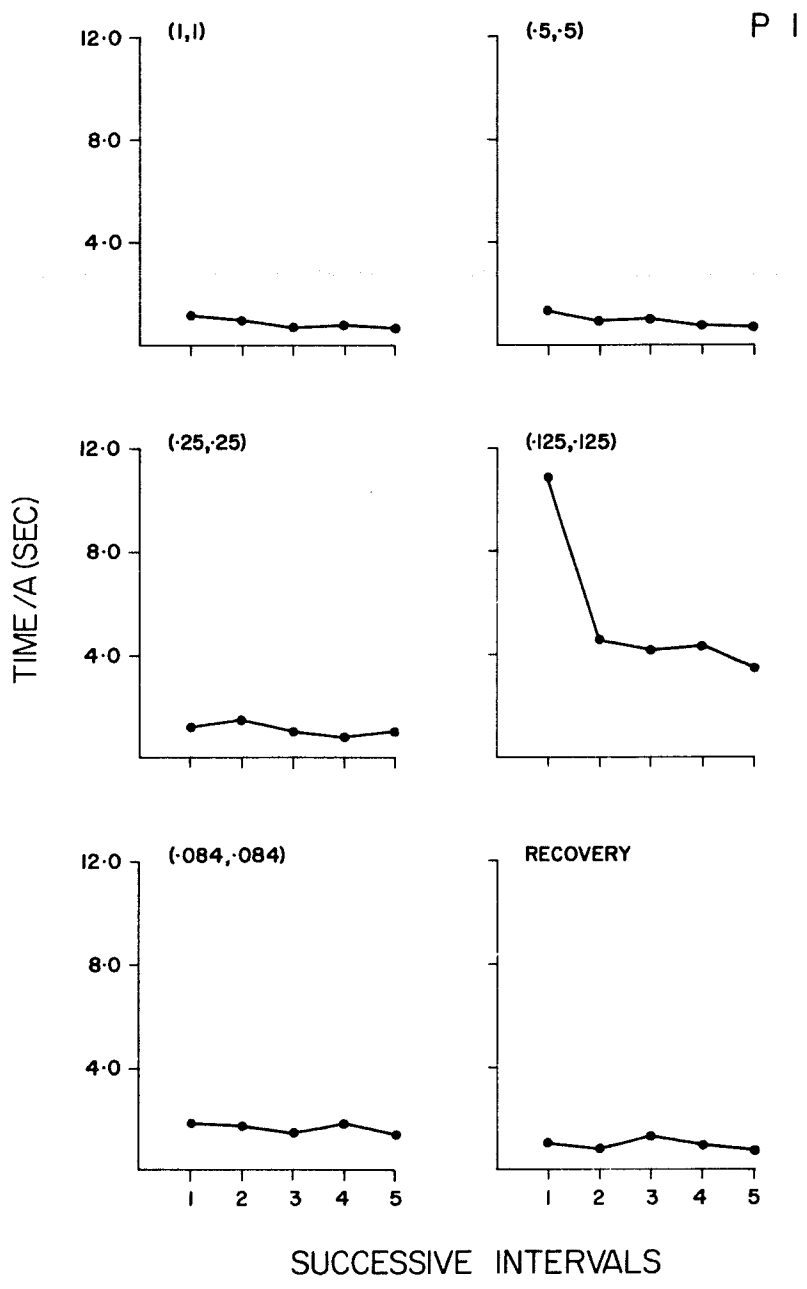 P I
(1,1)
12·0
8·0
4·0
(·5,·5)
(·25,·25)
12·0
8·0
4·0
(·125,·125)
TIME/A (SEC)
(·084,·084)
12·0
8·0
4·0
1 2 3 4 5
RECOVERY
1 2 3 4 5
SUCCESSIVE INTERVALS